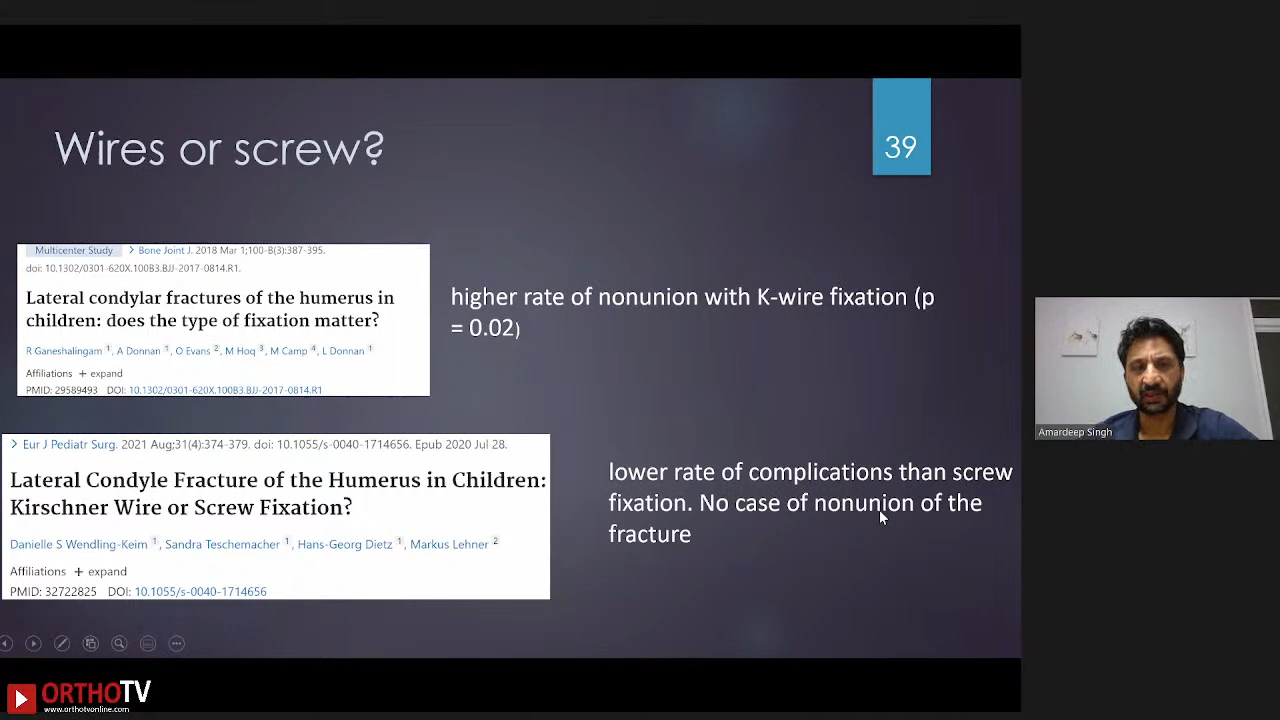 Wires or screw?
39
Multicenter Study > Bone Joint J. 2018 Mar 1;100-B(3):387-395.
doi: 10.1302/0301-620X.100B3.BJJ-2017-0814.R1.
Lateral condylar fractures of the humerus in
children: does the type of fixation matter?
R Ganeshalingam 1, A Donnan 1, O Evans 2, M Hoq 3, M Camp 4, L Donnan 1
Affiliations + expand
PMID: 29589493 DOI: 10.1302/0301-620X.100B3.BJJ-2017-0814.R1
higher rate of nonunion with K-wire fixation (p
= 0.02)
> Eur J Pediatr Surg. 2021 Aug;31(4):374-379. doi: 10.1055/s-0040-1714656. Epub 2020 Jul 28.
Lateral Condyle Fracture of the Humerus in Children:
Kirschner Wire or Screw Fixation?
Danielle S Wendling-Keim 1, Sandra Teschemacher 1, Hans-Georg Dietz 1, Markus Lehner 2
Affiliations + expand
PMID: 32722825 DOI: 10.1055/s-0040-1714656
lower rate of complications than screw
fixation. No case of nonunion of the
fracture
Amardeep Singh
ORTHOTV
www.orthotvonline.com